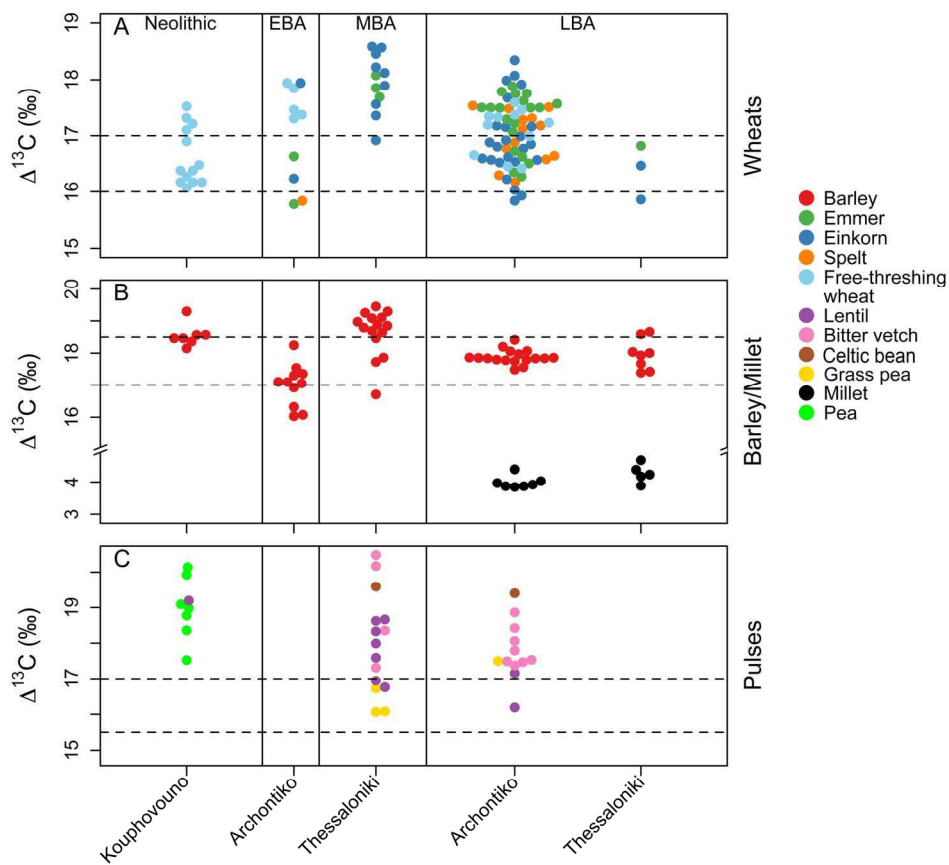 A
Neolithic
EBA
MBA
LBA
19
18
17
16
15
Δ¹³C (‰)
Wheats
B
20
18
16
4
3
Δ¹³C (‰)
Barley/Millet
C
19
17
15
Δ¹³C (‰)
Pulses
Kouphovouno
Archontiko
Thessaloniki
Archontiko
Thessaloniki
Barley
Emmer
Einkorn
Spelt
Free-threshing
wheat
Lentil
Bitter vetch
Celtic bean
Grass pea
Millet
Pea